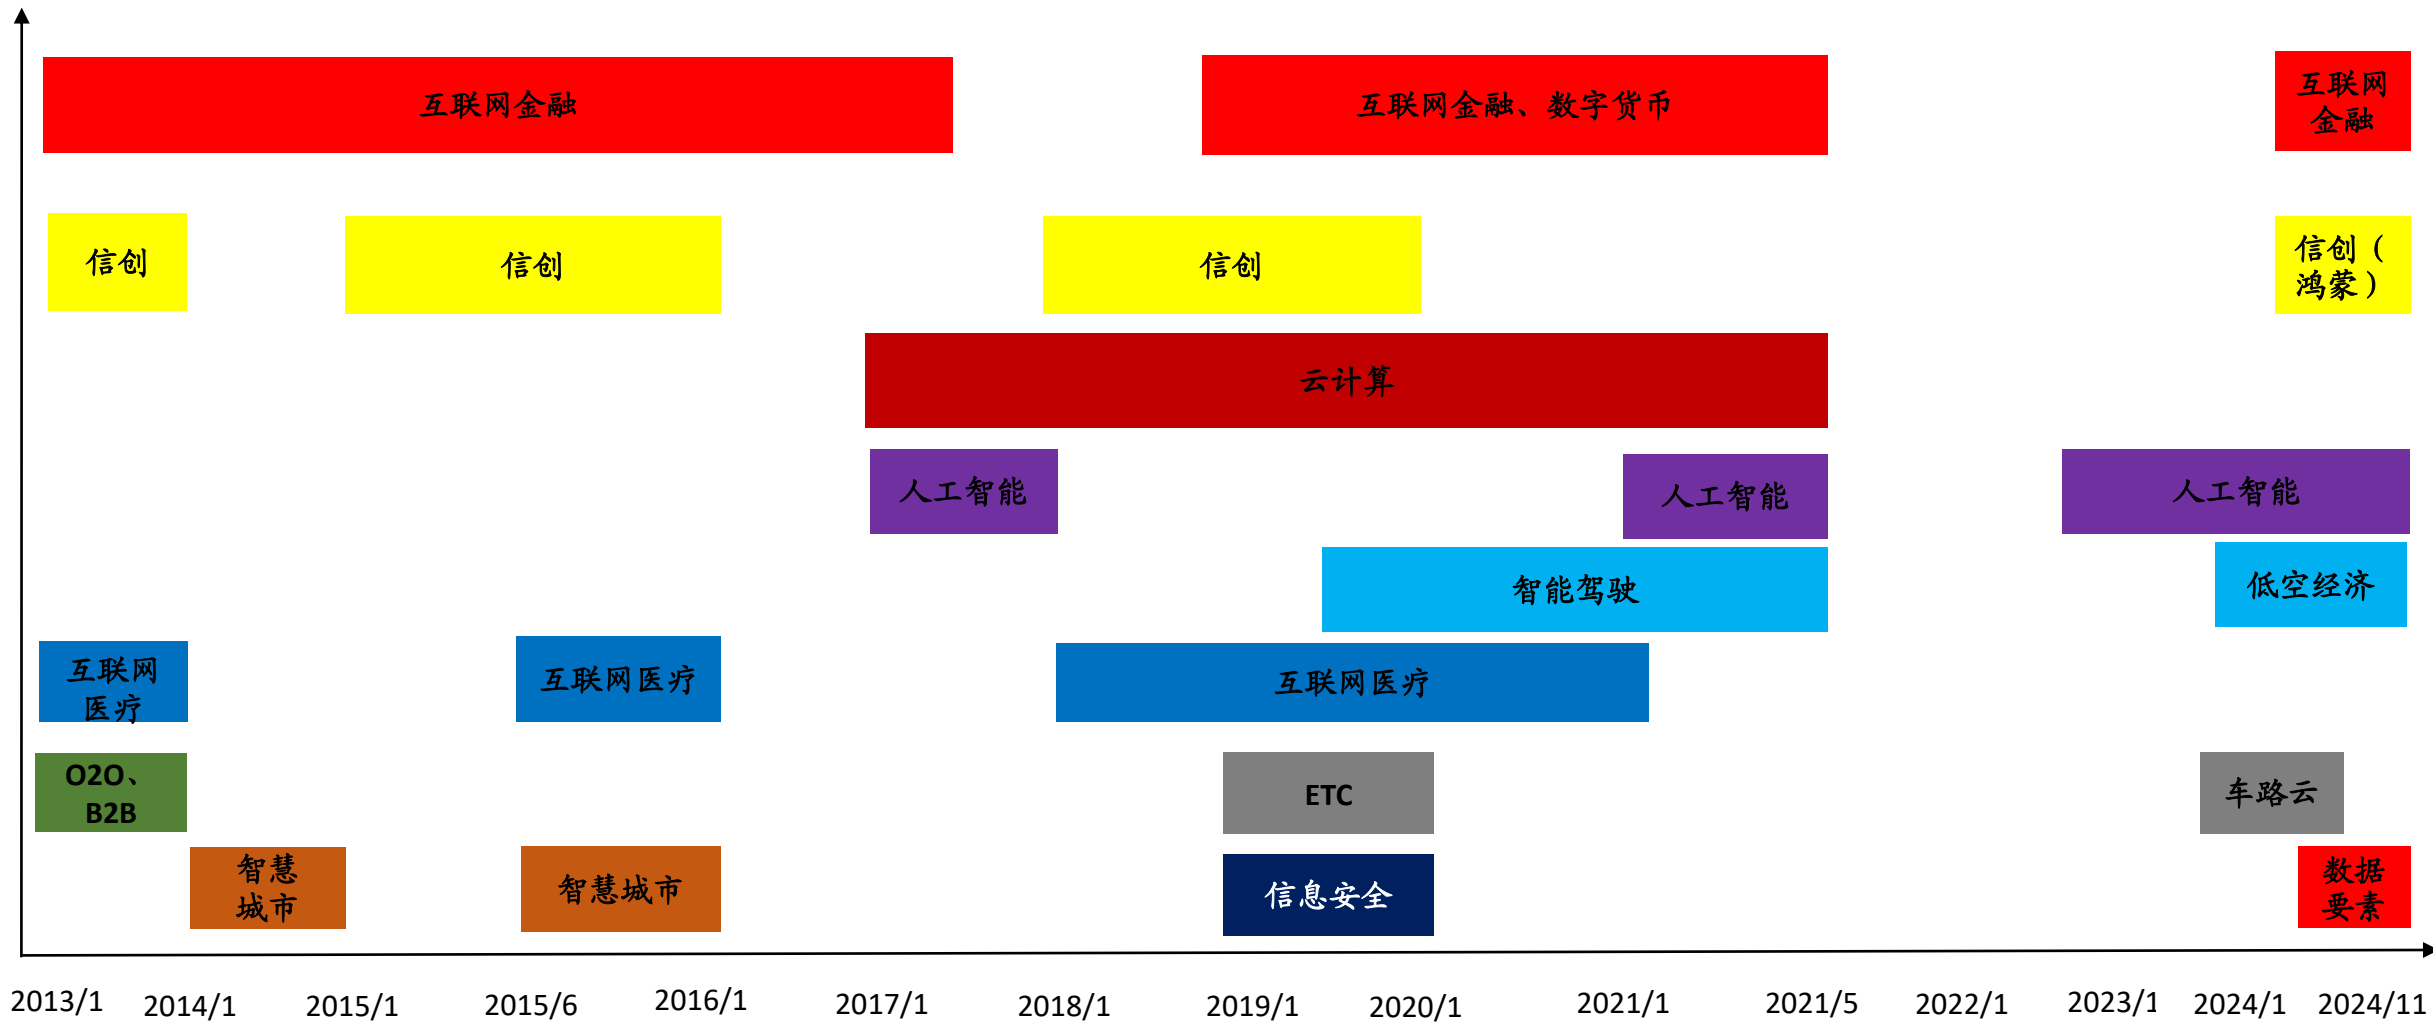 互联网金融
互联网金融、数字货币
互联网
金融
信创
信创
信创
信创（
鸿蒙）
云计算
人工智能
人工智能
人工智能
智能驾驶
低空经济
互联网
医疗
互联网医疗
互联网医疗
O2O、
B2B
ETC
车路云
智慧
城市
智慧城市
信息安全
数据
要素
2013/1
2014/1
2015/1
2015/6
2016/1
2017/1
2018/1
2019/1
2020/1
2021/1
2021/5
2022/1
2023/1
2024/1
2024/11